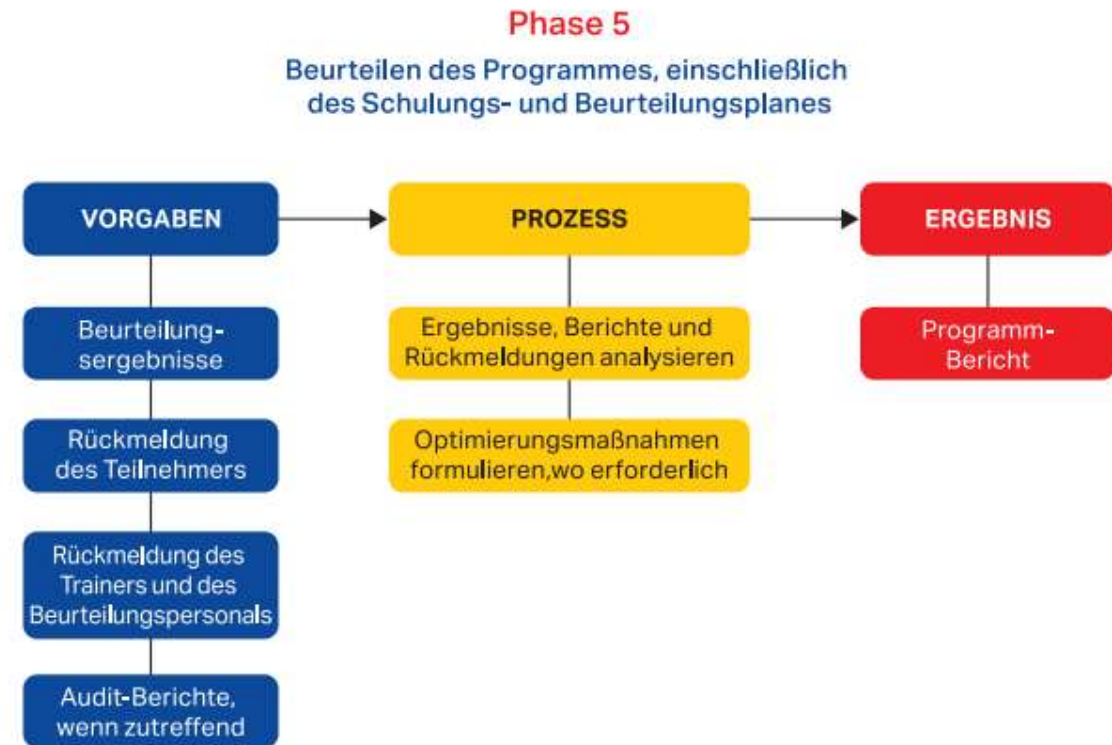 Phase 5
Beurteilen des Programmes, einschließlich
des Schulungs- und Beurteilungsplanes
VORGABEN
PROZESS
ERGEBNIS
Beurteilung-
sergebnisse
Rückmeldung
des Teilnehmers
Rückmeldung des
Trainers und des
Beurteilungspersonals
Audit-Berichte,
wenn zutreffend
Ergebnisse, Berichte und
Rückmeldungen analysieren
Optimierungsmaßnahmen
formulieren,wo erforderlich
Programm-
Bericht